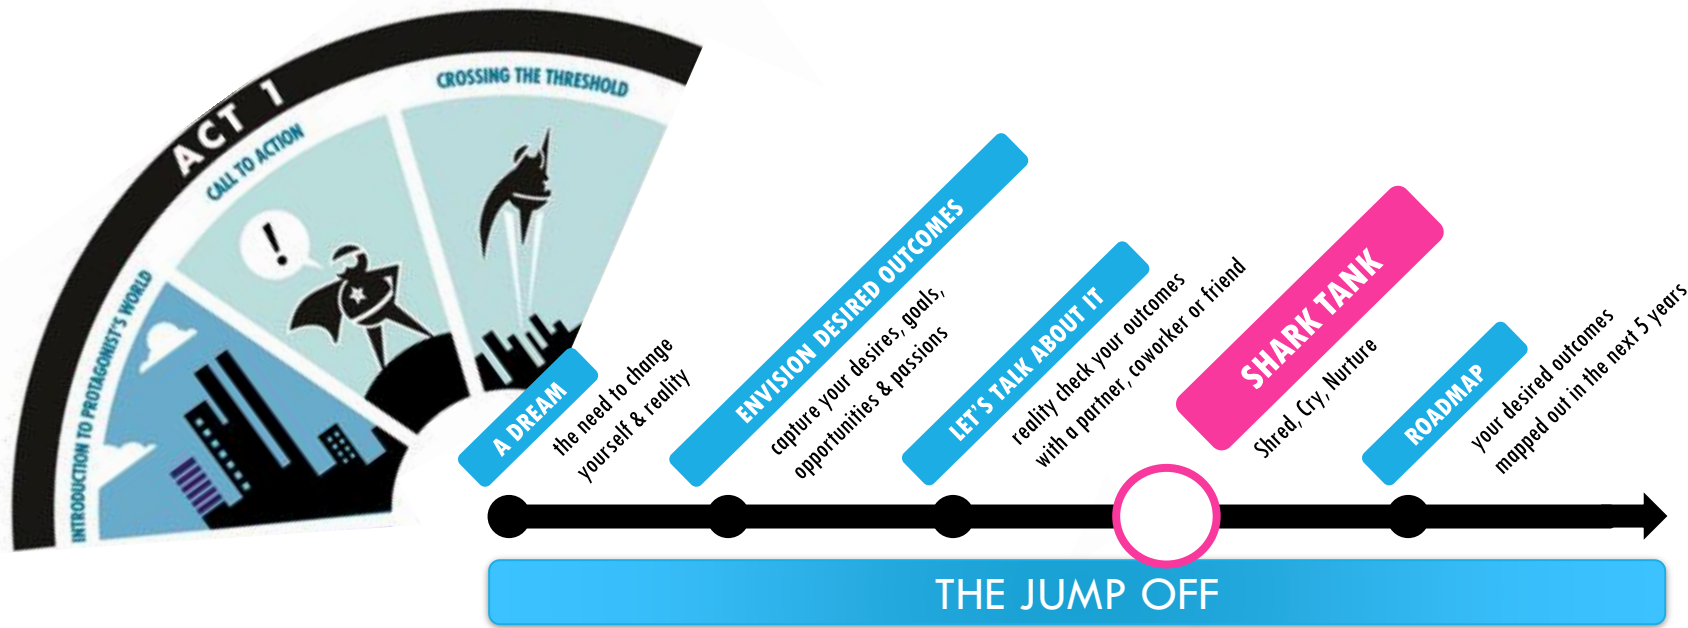 ACT 1
INTRODUCTION TO PROTAGONIST'S WORLD
CALL TO ACTION
!
CROSSING THE THRESHOLD
A DREAM
the need to change
yourself & reality
ENVISION DESIRED OUTCOMES
capture your desires, goals,
opportunities & passions
LET'S TALK ABOUT IT
reality check your outcomes
with a partner, coworker or friend
SHARK TANK
Shred, Cry, Nurture
ROADMAP
your desired outcomes
mapped out in the next 5 years
THE JUMP OFF